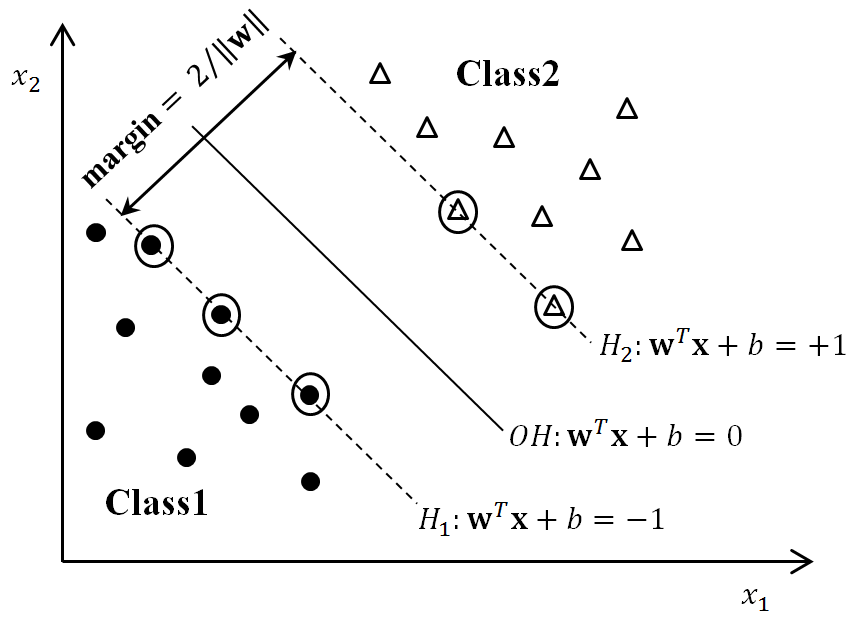 x₂
margin = 2/‖𝐰‖
Class2
H₂: 𝐰ᵀ𝐱 + b = +1
OH: 𝐰ᵀ𝐱 + b = 0
Class1
H₁: 𝐰ᵀ𝐱 + b = −1
x₁